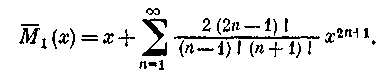 \overline{M}_1(x) = x + \sum_{n=1}^{\infty} \frac{2(2n-1)!}{(n-1)!(n+1)!} x^{2n+1}.